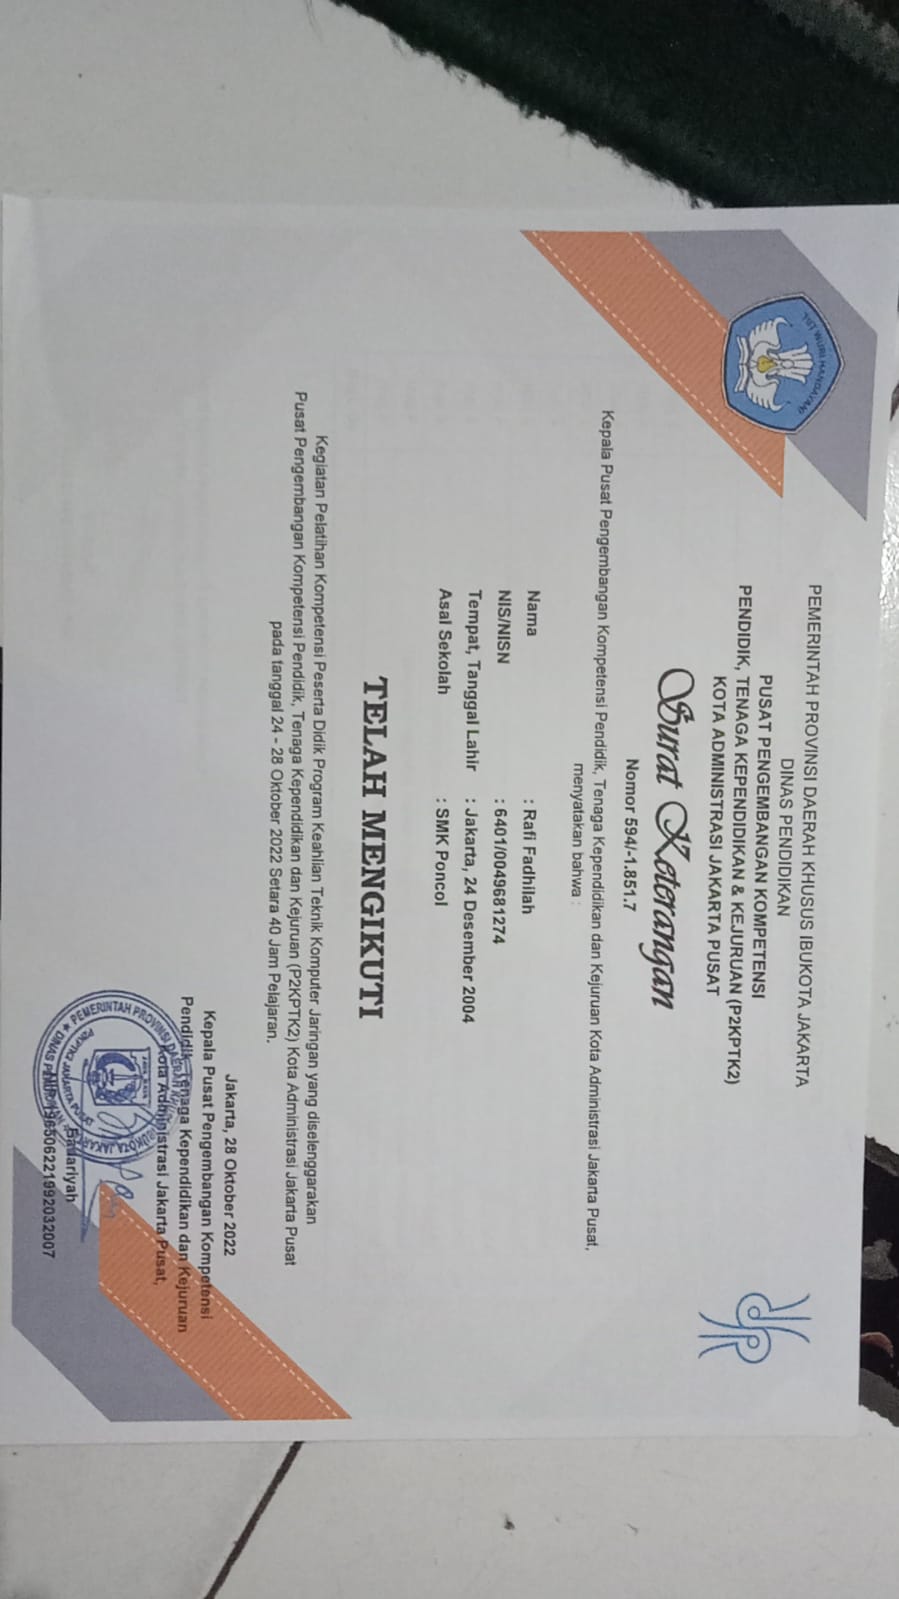 TUT WURI HANDAYANI
PEMERINTAH PROVINSI DAERAH KHUSUS IBUKOTA JAKARTA
DINAS PENDIDIKAN
PUSAT PENGEMBANGAN KOMPETENSI
PENDIDIK, TENAGA KEPENDIDIKAN & KEJURUAN (P2KPTK2)
KOTA ADMINISTRASI JAKARTA PUSAT
Surat Keterangan
Nomor 594/-1.851.7
Kepala Pusat Pengembangan Kompetensi Pendidik, Tenaga Kependidikan dan Kejuruan Kota Administrasi Jakarta Pusat,
menyatakan bahwa :
Nama : Rafi Fadhilah
NIS/NISN : 6401/0049681274
Tempat, Tanggal Lahir : Jakarta, 24 Desember 2004
Asal Sekolah : SMK Poncol
TELAH MENGIKUTI
Kegiatan Pelatihan Kompetensi Peserta Didik Program Keahlian Teknik Komputer Jaringan yang diselenggarakan
Pusat Pengembangan Kompetensi Pendidik, Tenaga Kependidikan dan Kejuruan (P2KPTK2) Kota Administrasi Jakarta Pusat
pada tanggal 24 - 28 Oktober 2022 Setara 40 Jam Pelajaran.
Jakarta, 28 Oktober 2022
Kepala Pusat Pengembangan Kompetensi
Pendidik, Tenaga Kependidikan dan Kejuruan
Kota Administrasi Jakarta Pusat,
PEMERINTAH PROVINSI DAERAH KHUSUS IBUKOTA JAKARTA
JAYA RAYA
P2KPTK2 JAKARTA PUSAT
DINAS PENDIDIKAN
196506221992032007